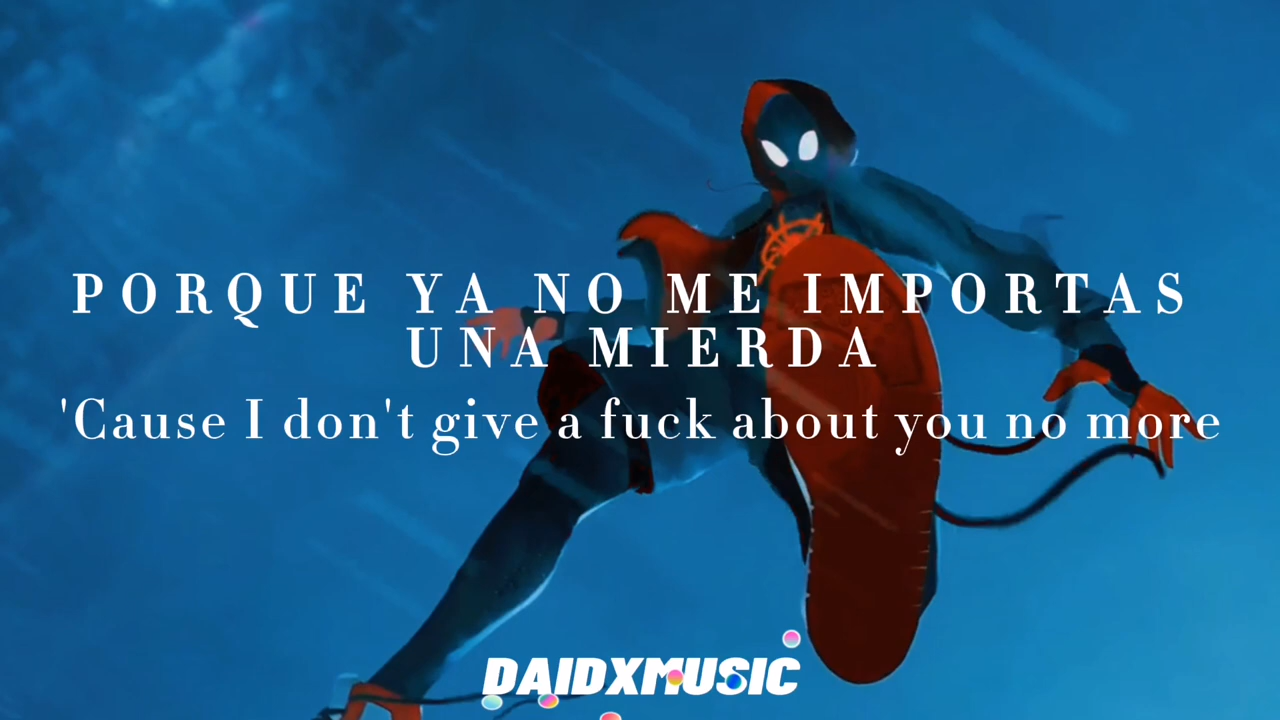 PORQUE YA NO ME IMPORTAS
UNA MIERDA
'Cause I don't give a fuck about you no more
DAIDXMUSIC